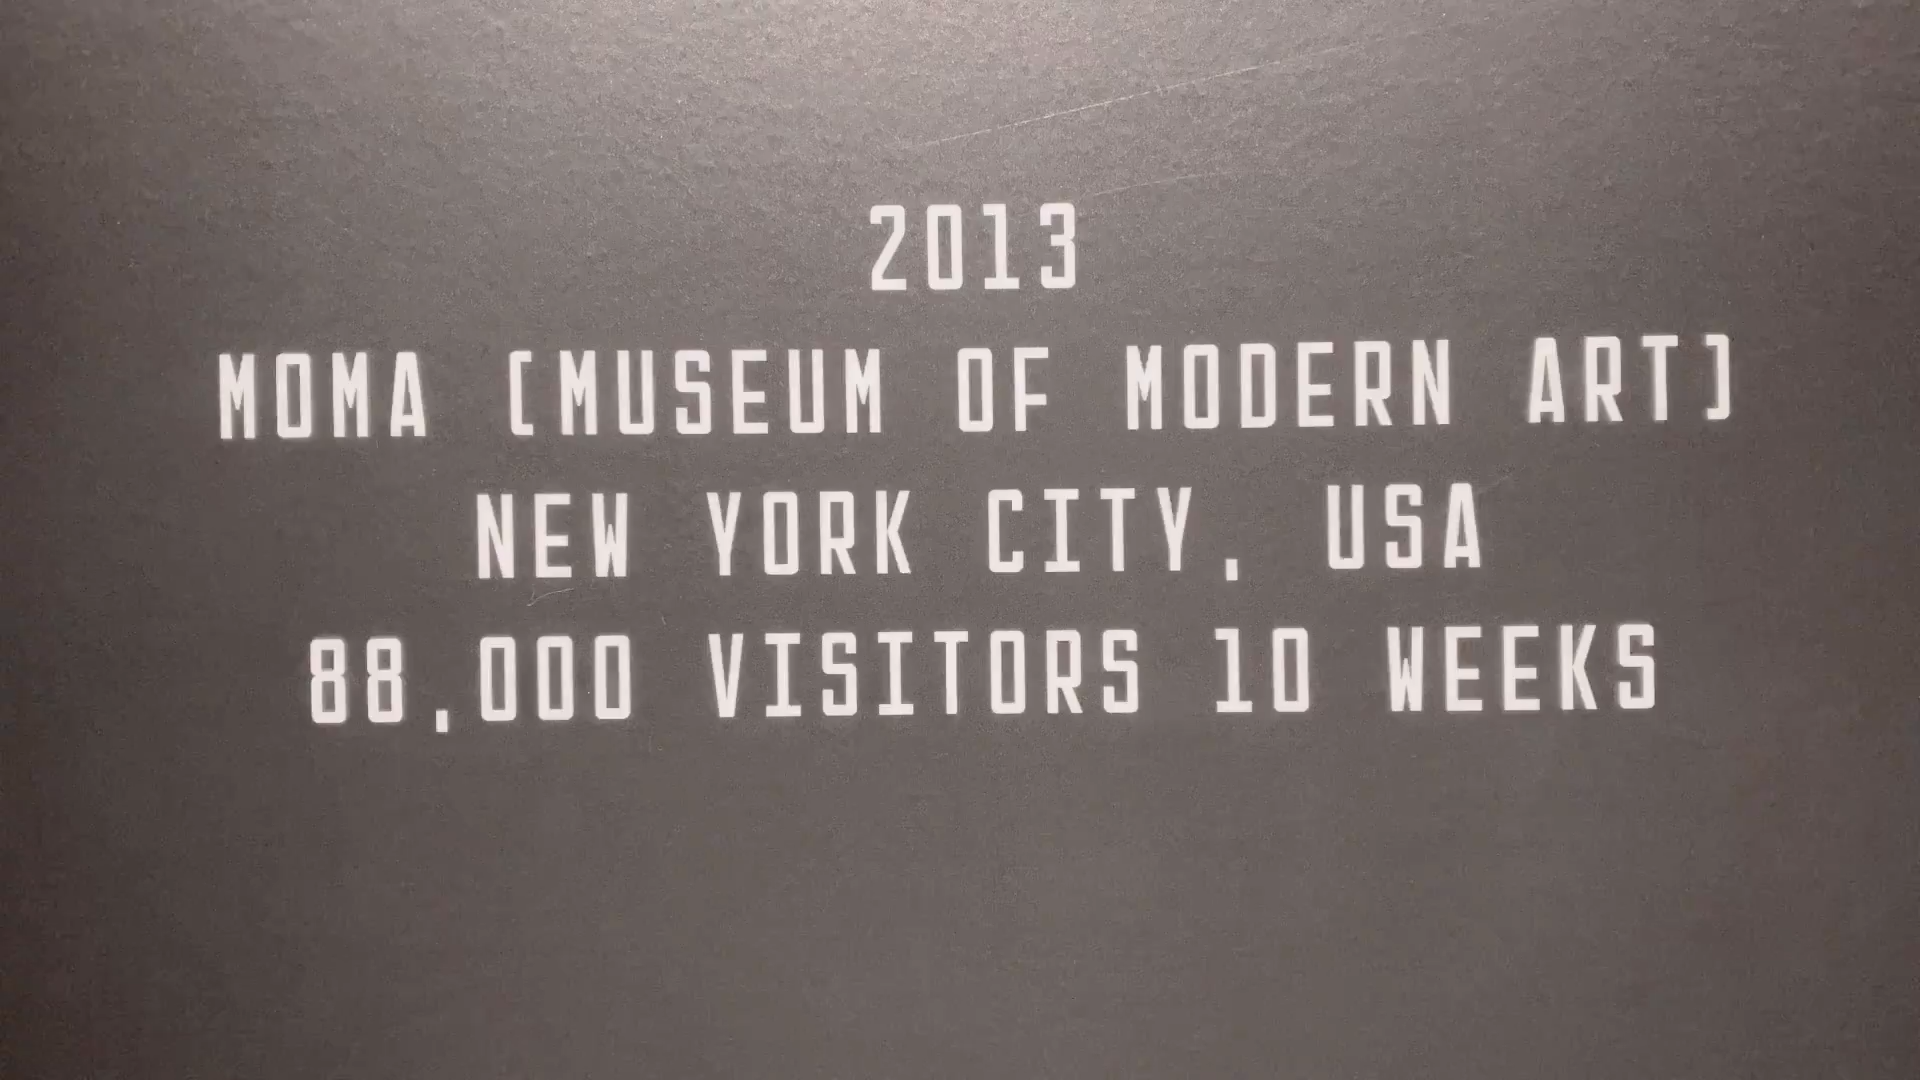 2013
MOMA [MUSEUM OF MODERN ART]
NEW YORK CITY, USA
88,000 VISITORS 10 WEEKS